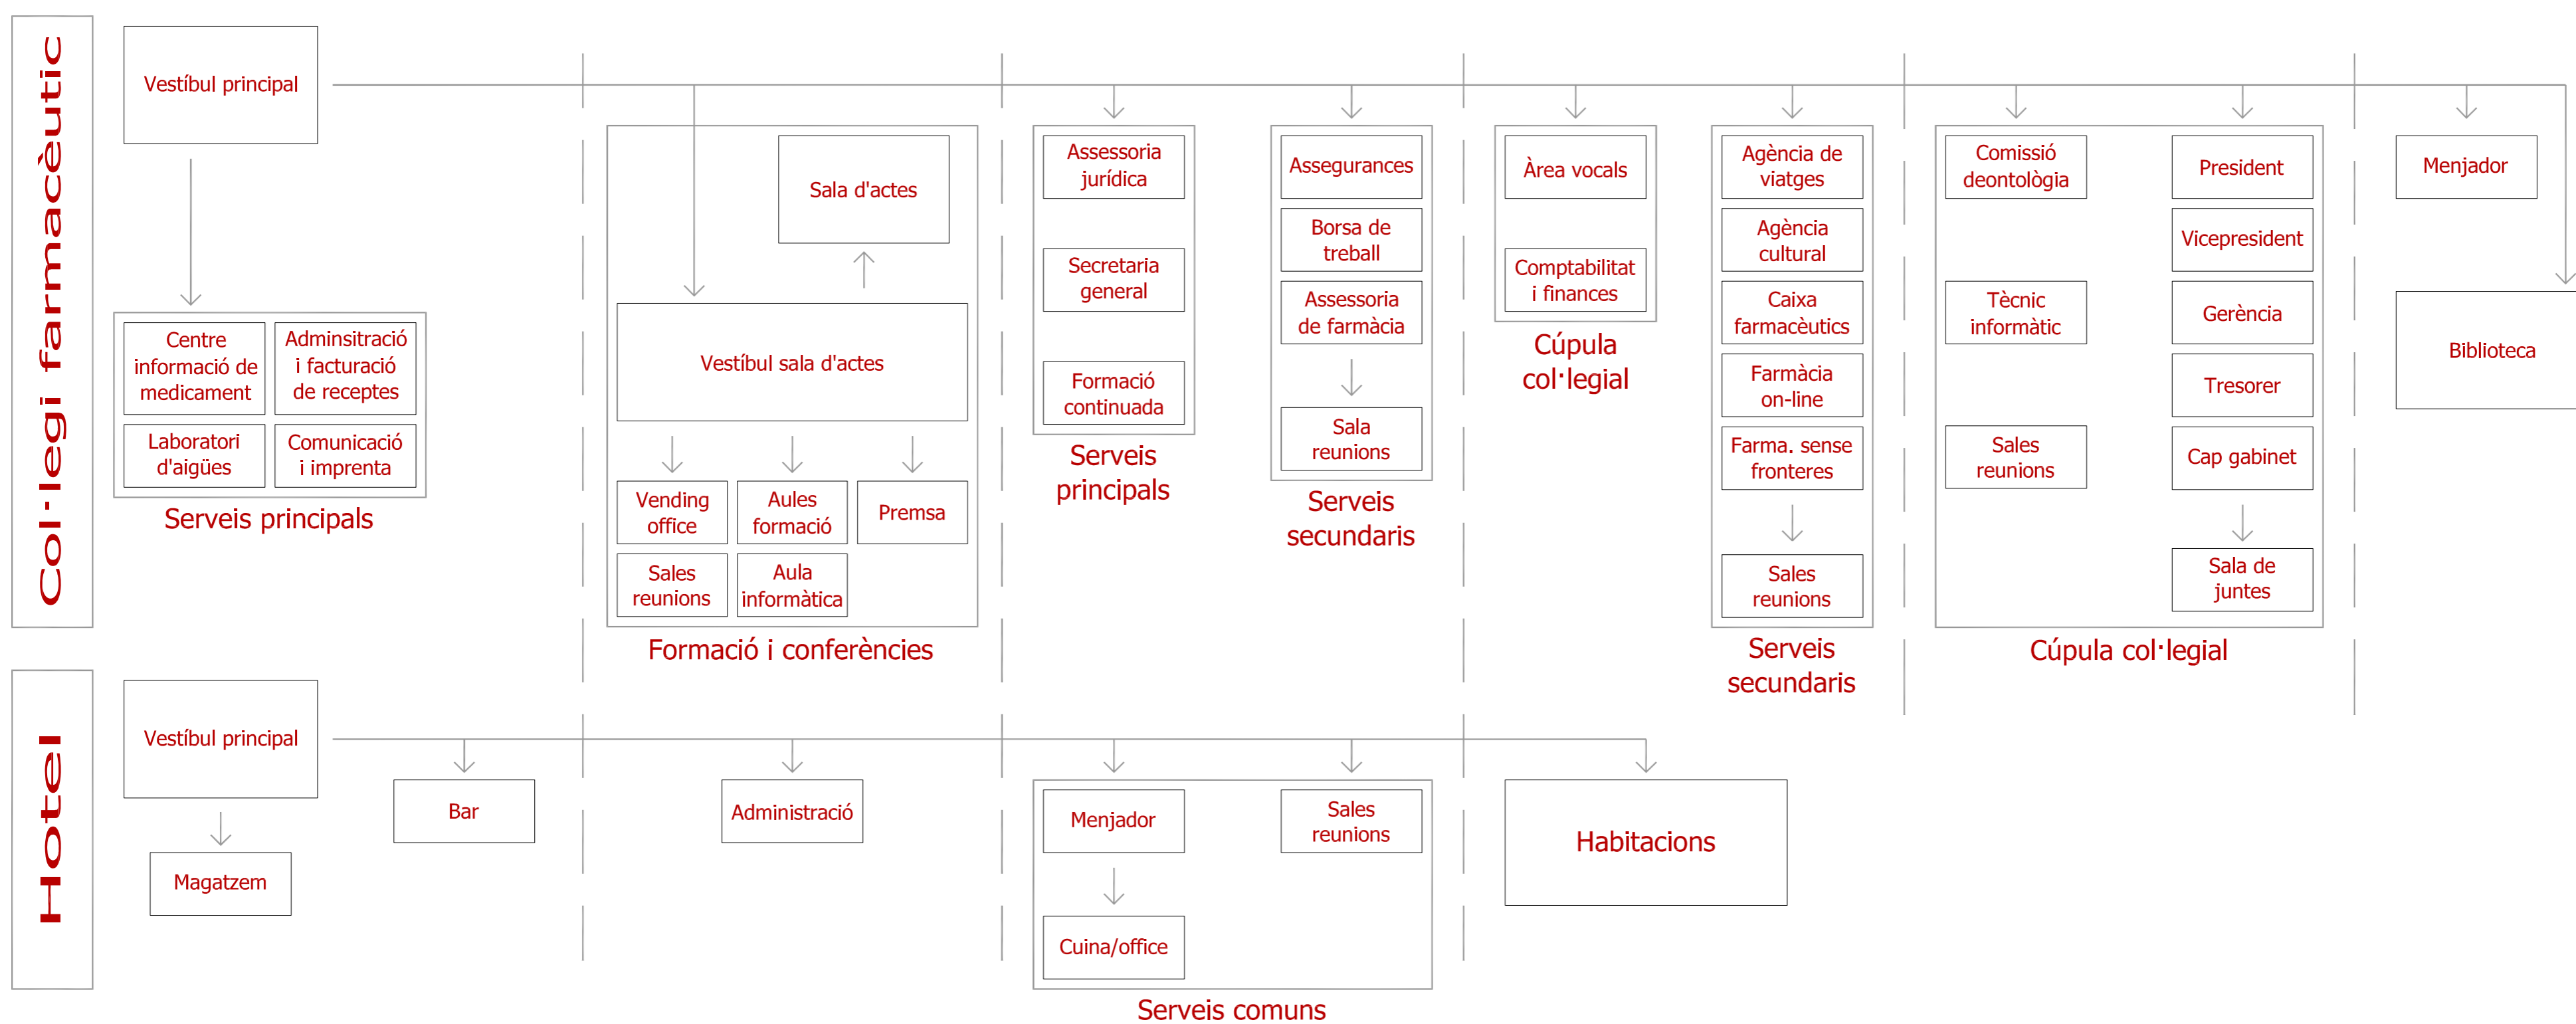 Col·legi farmacèutic
Vestíbul principal
Centre
informació de
medicament
Adminsitració
i facturació
de receptes
Laboratori
d'aigües
Comunicació
i imprenta
Serveis principals
Sala d'actes
Vestíbul sala d'actes
Vending
office
Aules
formació
Premsa
Sales
reunions
Aula
informàtica
Formació i conferències
Assessoria
jurídica
Secretaria
general
Formació
continuada
Serveis
principals
Assegurances
Borsa de
treball
Assessoria
de farmàcia
Sala
reunions
Serveis
secundaris
Àrea vocals
Comptabilitat
i finances
Cúpula
col·legial
Agència de
viatges
Agència
cultural
Caixa
farmacèutics
Farmàcia
on-line
Farma. sense
fronteres
Sales
reunions
Serveis
secundaris
Comissió
deontològia
Tècnic
informàtic
Sales
reunions
President
Vicepresident
Gerència
Tresorer
Cap gabinet
Sala de
juntes
Cúpula col·legial
Menjador
Biblioteca
Hotel
Vestíbul principal
Magatzem
Bar
Administració
Menjador
Cuina/office
Sales
reunions
Serveis comuns
Habitacions